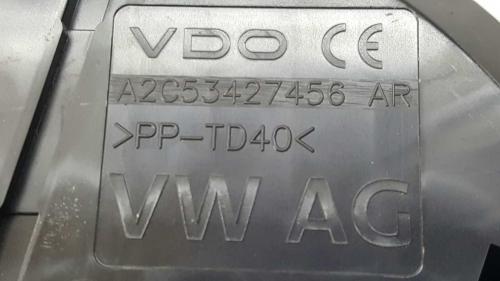 VDO CE
A2C53427456 AR
>PP-TD40<
VW AG